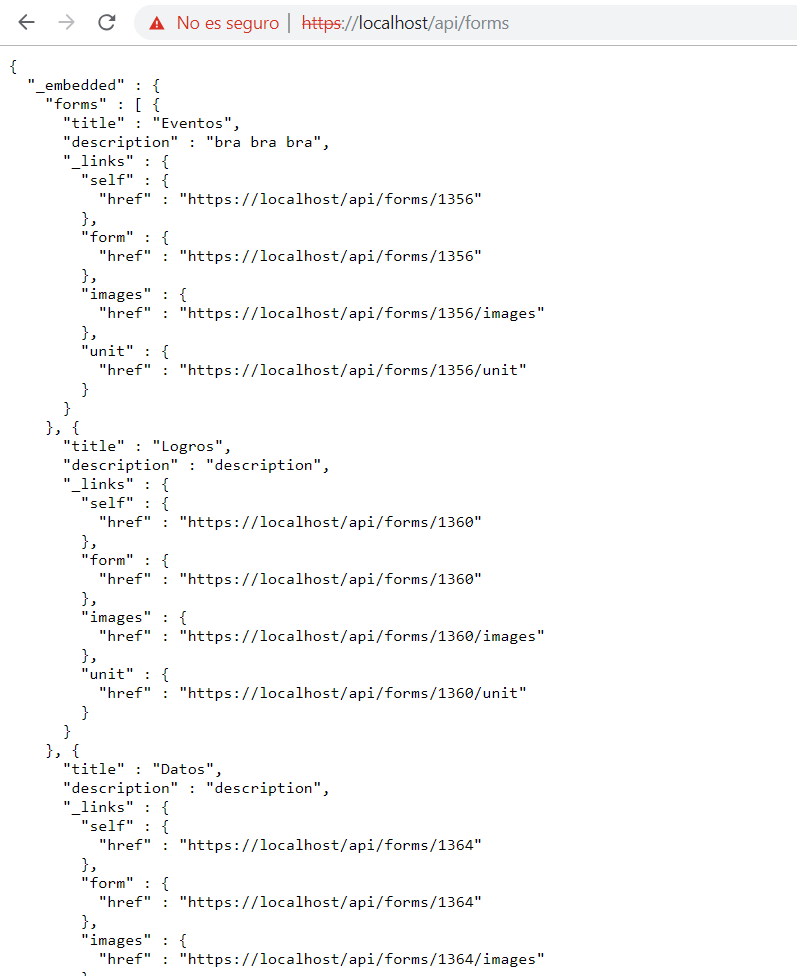 No es seguro | https://localhost/api/forms
{
  "_embedded" : {
    "forms" : [ {
      "title" : "Eventos",
      "description" : "bra bra bra",
      "_links" : {
        "self" : {
          "href" : "https://localhost/api/forms/1356"
        },
        "form" : {
          "href" : "https://localhost/api/forms/1356"
        },
        "images" : {
          "href" : "https://localhost/api/forms/1356/images"
        },
        "unit" : {
          "href" : "https://localhost/api/forms/1356/unit"
        }
      }
    }, {
      "title" : "Logros",
      "description" : "description",
      "_links" : {
        "self" : {
          "href" : "https://localhost/api/forms/1360"
        },
        "form" : {
          "href" : "https://localhost/api/forms/1360"
        },
        "images" : {
          "href" : "https://localhost/api/forms/1360/images"
        },
        "unit" : {
          "href" : "https://localhost/api/forms/1360/unit"
        }
      }
    }, {
      "title" : "Datos",
      "description" : "description",
      "_links" : {
        "self" : {
          "href" : "https://localhost/api/forms/1364"
        },
        "form" : {
          "href" : "https://localhost/api/forms/1364"
        },
        "images" : {
          "href" : "https://localhost/api/forms/1364/images"